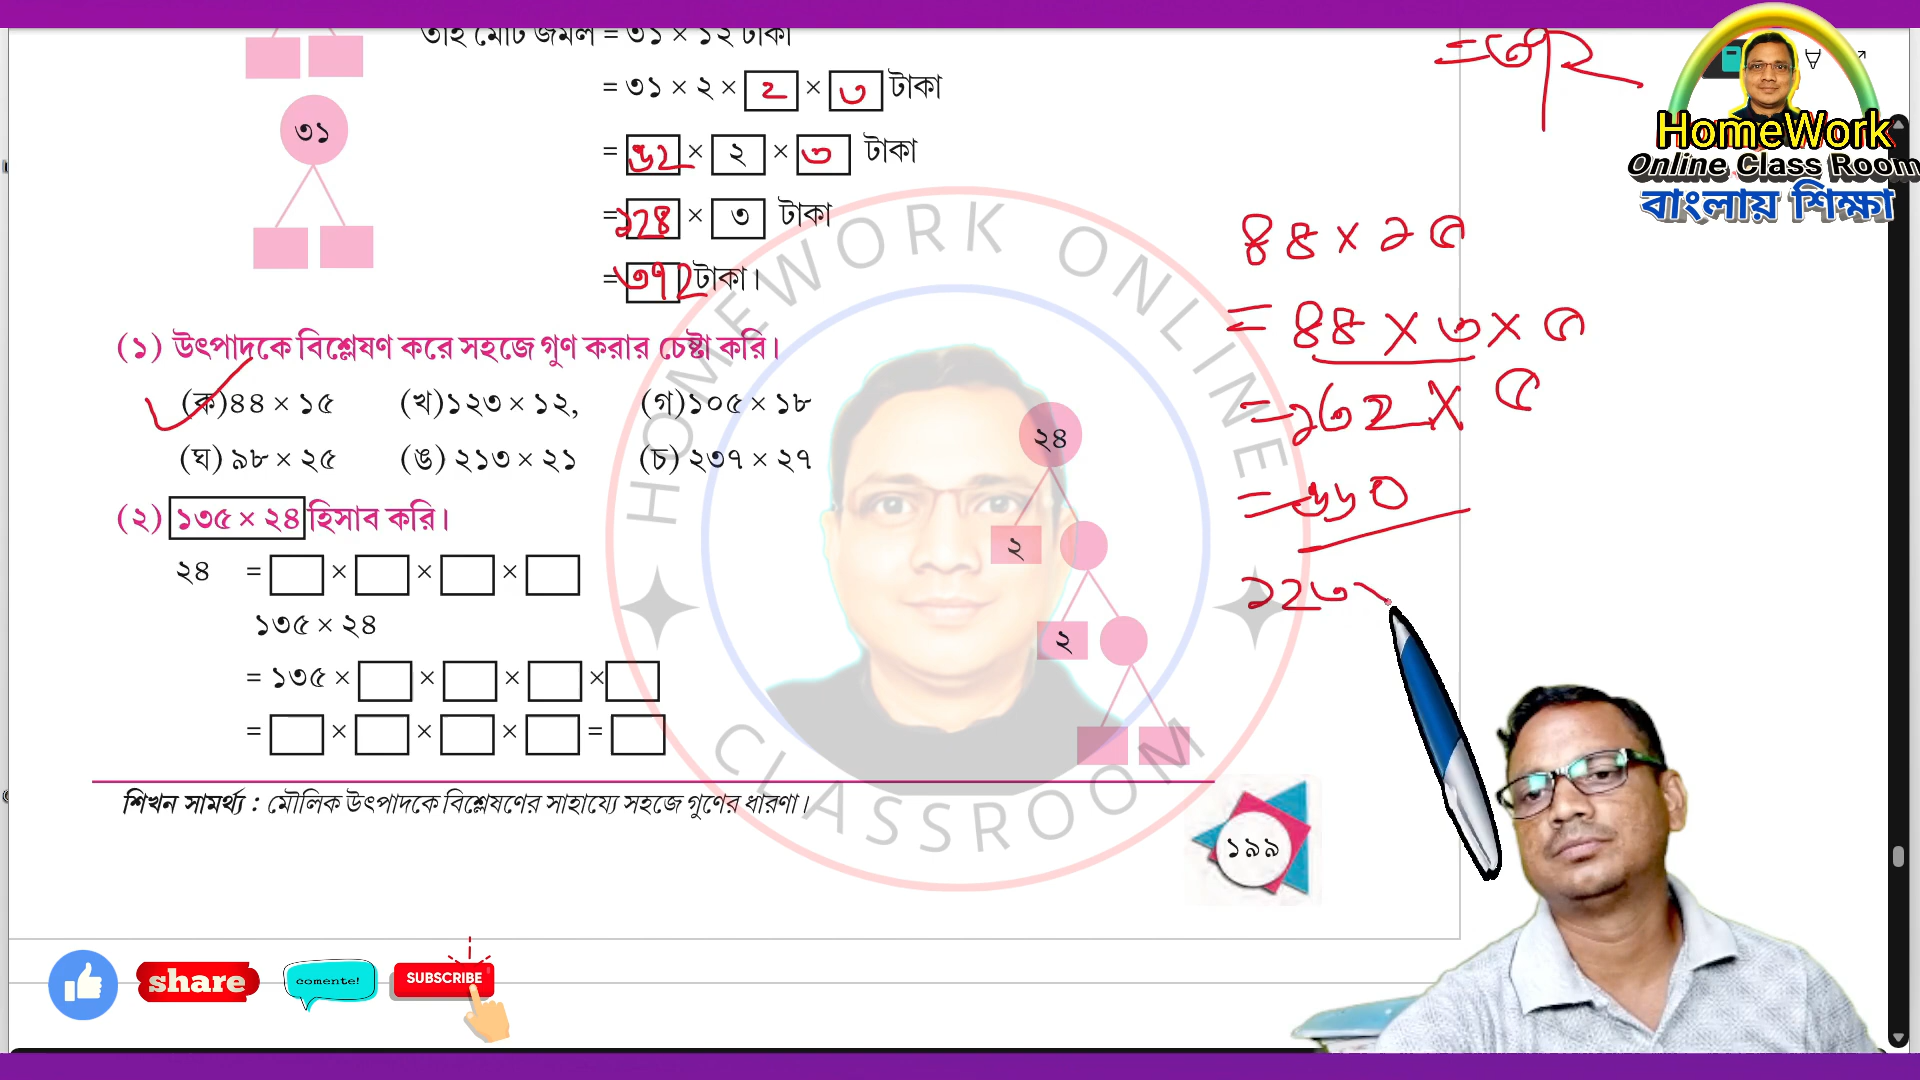 তাহ মোট জমল = ৩১ × ১২ টাকা
= ৩১ × ২ × ২ × ৩ টাকা
= ৬২ × ২ × ৩ টাকা
= ১২৪ × ৩ টাকা
= ৩৭২ টাকা।
৩১
(১) উৎপাদকে বিশ্লেষণ করে সহজে গুণ করার চেষ্টা করি।
(ক)৪৪ × ১৫ (খ)১২৩ × ১২, (গ)১০৫ × ১৮
(ঘ) ৯৮ × ২৫ (ঙ) ২১৩ × ২১ (চ) ২৩৭ × ২৭
(২) ১৩৫ × ২৪ হিসাব করি।
২৪ = × × ×
১৩৫ × ২৪
= ১৩৫ × × × ×
= × × × =
২৪
২
২
শিখন সামর্থ্য : মৌলিক উৎপাদকে বিশ্লেষণের সাহায্যে সহজে গুণের ধারণা।
১৯৯
= ৩৭২
৪৪ × ১৫
= ৪৪ × ৩ × ৫
= ১৩২ × ৫
= ৬৬০
১২৩
HomeWork
Online Class Room
বাংলায় শিক্ষা
HOMEWORK ONLINE
CLASSROOM
share
comente!
SUBSCRIBE